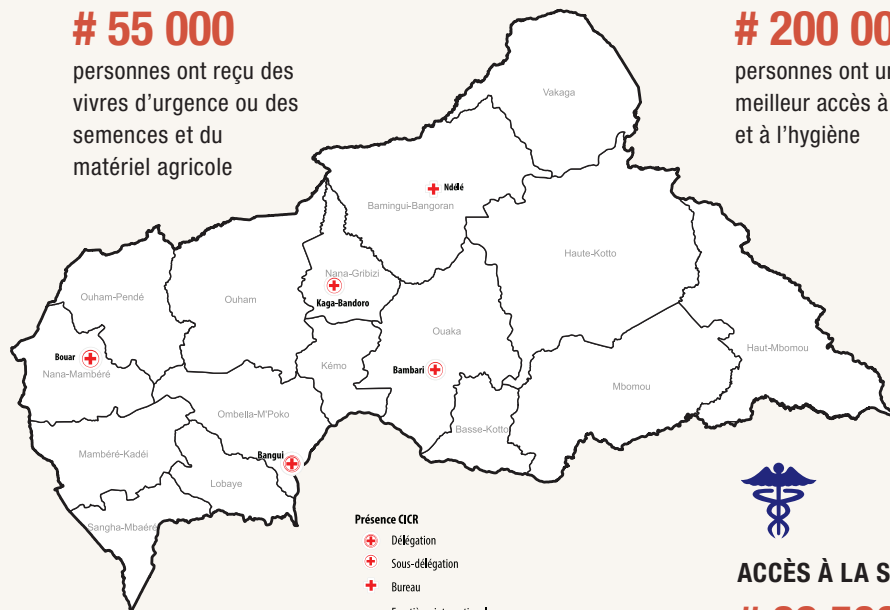 # 55 000
personnes ont reçu des
vivres d'urgence ou des
semences et du
matériel agricole
# 200 00
personnes ont
meilleur accès à
et à l'hygiène
Vakaga
Ndélé
Bamingui-Bangoran
Haute-Kotto
Nana-Gribizi
Kaga-Bandoro
Ouham-Pendé
Ouham
Ouaka
Haut-Mbomou
Bouar
Nana-Mambéré
Kémo
Bambari
Mbomou
Ombella-M'Poko
Basse-Kotto
Mambéré-Kadéi
Bangui
Lobaye
Sangha-Mbaéré
Présence CICR
Délégation
Sous-délégation
Bureau
ACCÈS À LA S